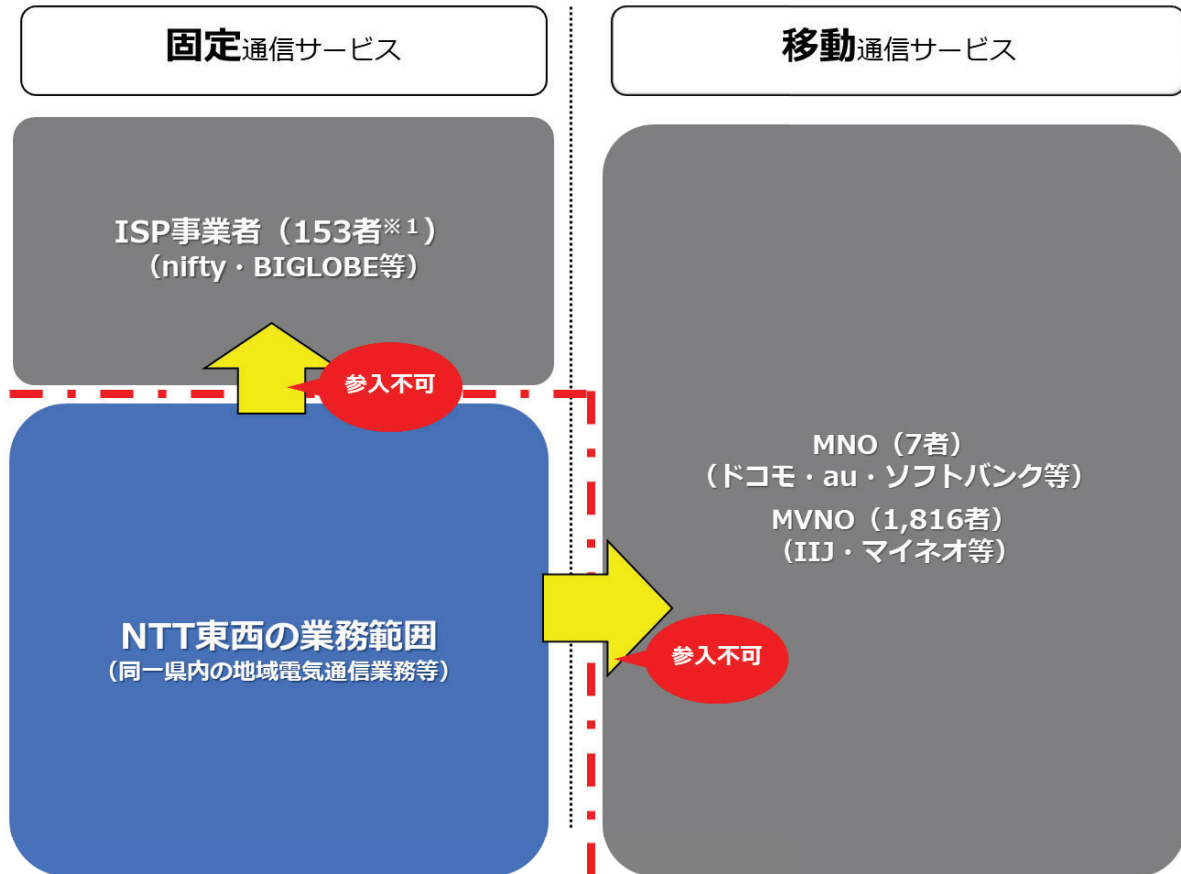 固定通信サービス
移動通信サービス
ISP事業者（153者※1）
（nifty・BIGLOBE等）
参入不可
MNO（7者）
（ドコモ・au・ソフトバンク等）
MVNO（1,816者）
（IIJ・マイネオ等）
NTT東西の業務範囲
（同一県内の地域電気通信業務等）
参入不可